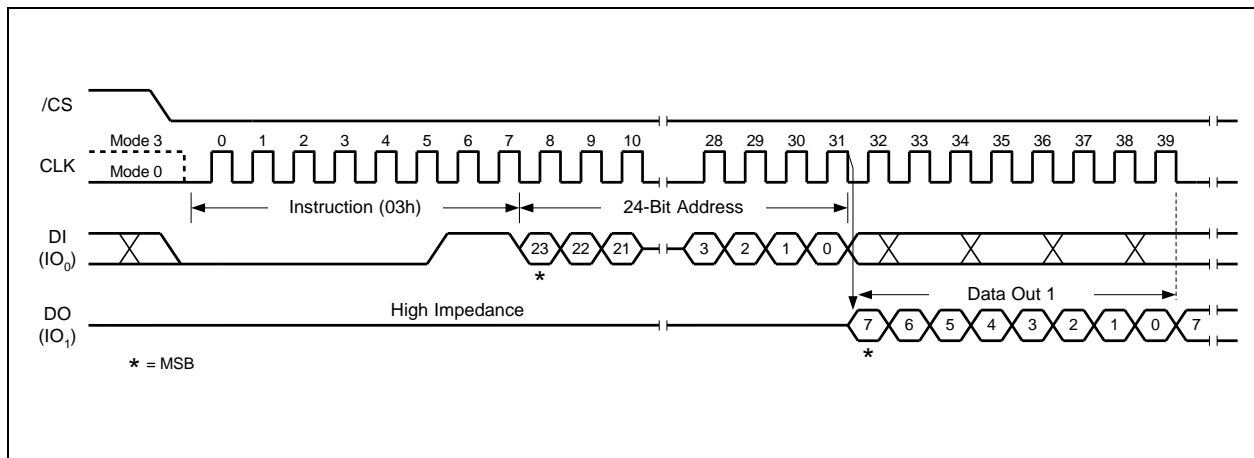 /CS
Mode 3
0 1 2 3 4 5 6 7 8 9 10 28 29 30 31 32 33 34 35 36 37 38 39
CLK
Mode 0
Instruction (03h)
24-Bit Address
DI
(IO0)
23 22 21 3 2 1 0
*
Data Out 1
High Impedance
DO
(IO1)
7 6 5 4 3 2 1 0 7
*
* = MSB